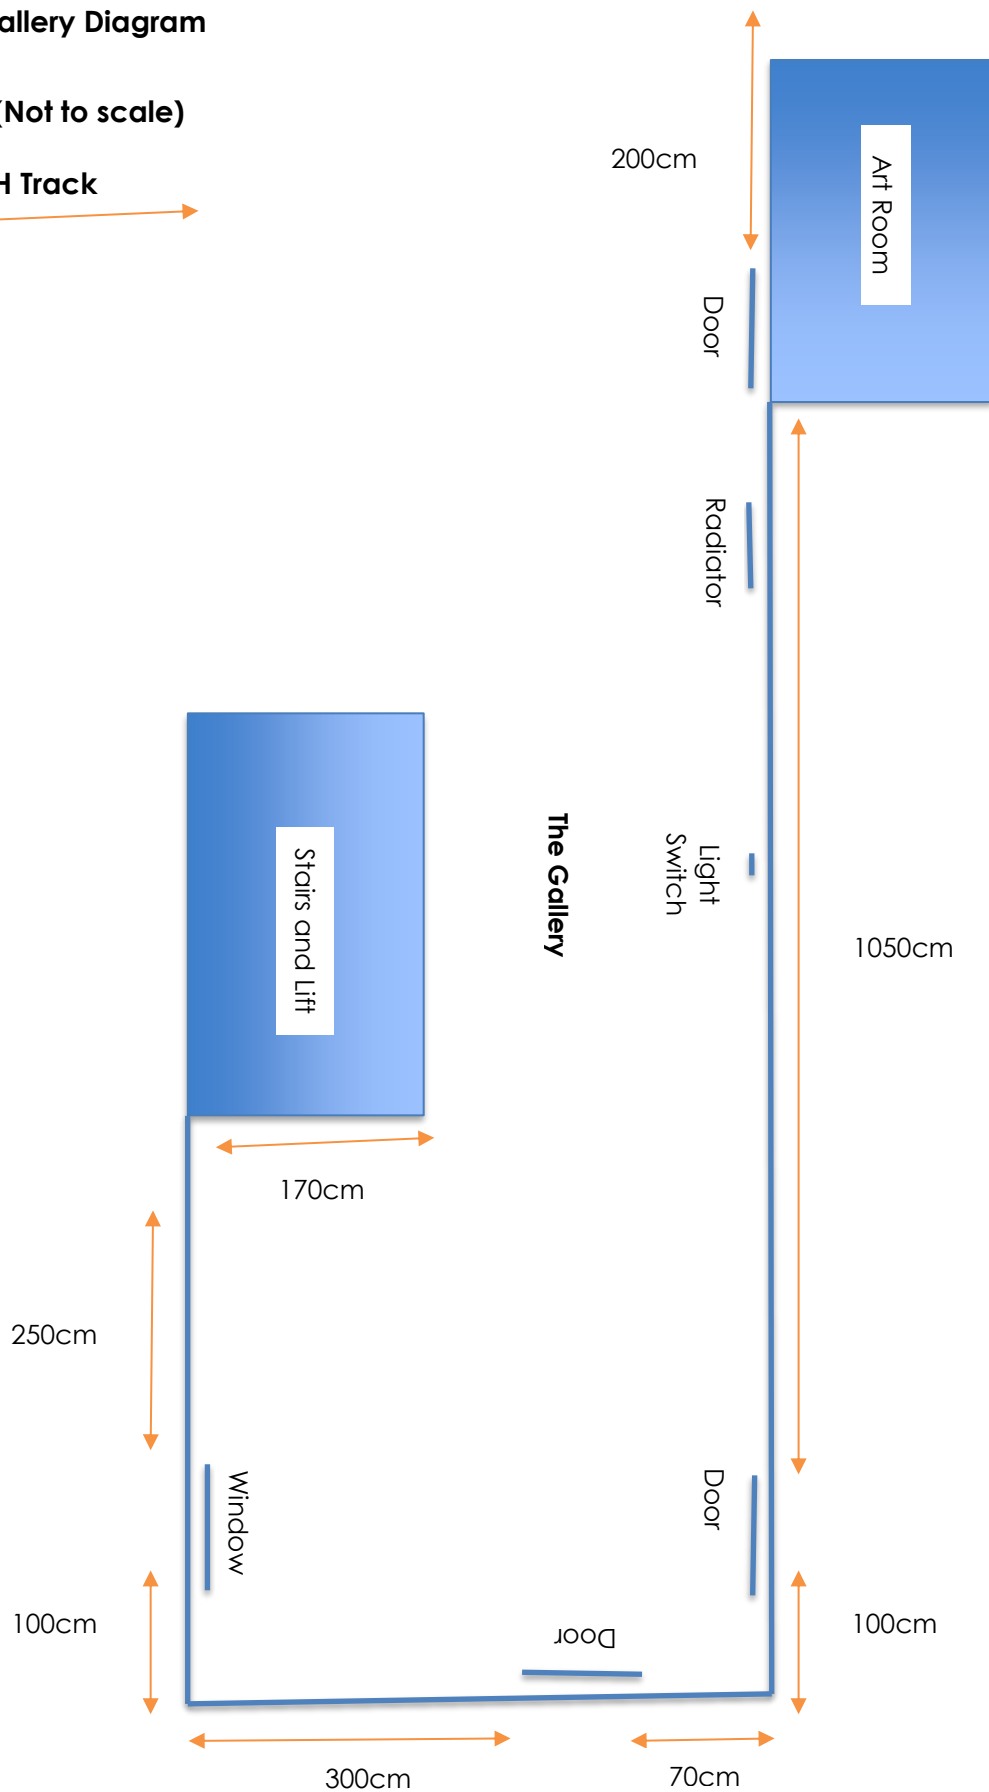 allery Diagram
(Not to scale)
H Track
200cm
Art Room
Door
Radiator
Light
Switch
The Gallery
Stairs and Lift
1050cm
170cm
250cm
Window
Door
100cm
Door
100cm
300cm
70cm